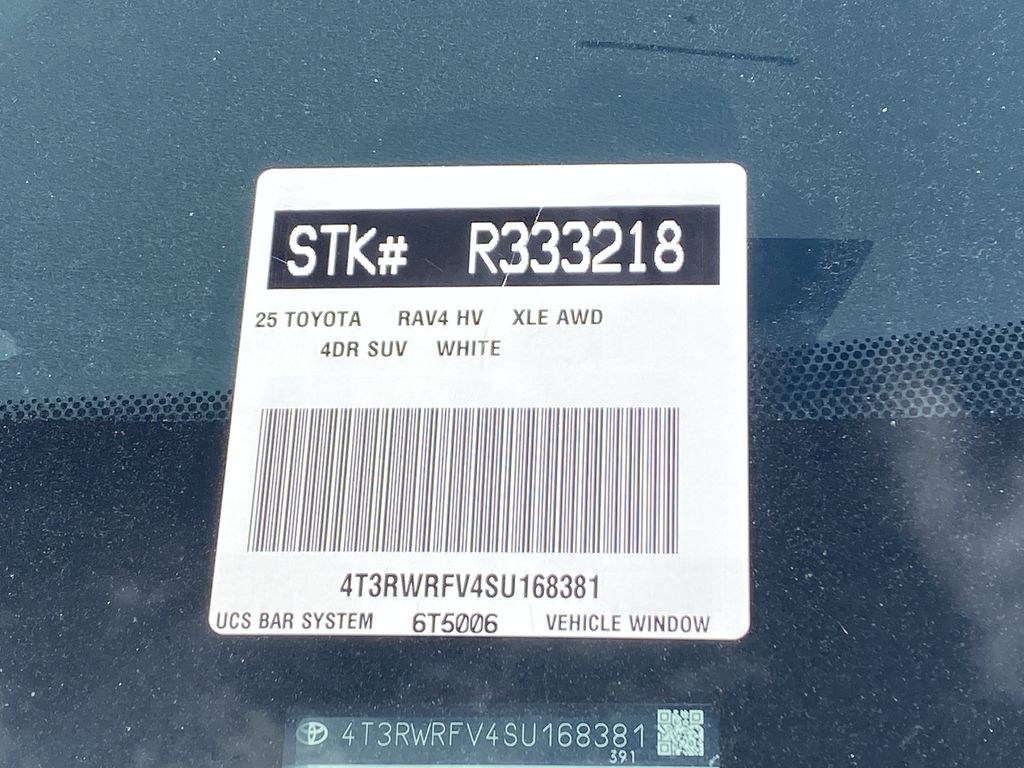 STK# R333218
25 TOYOTA RAV4 HV XLE AWD
4DR SUV WHITE
4T3RWRFV4SU168381
UCS BAR SYSTEM 6T5006 VEHICLE WINDOW
4T3RWRFV4SU168381
391